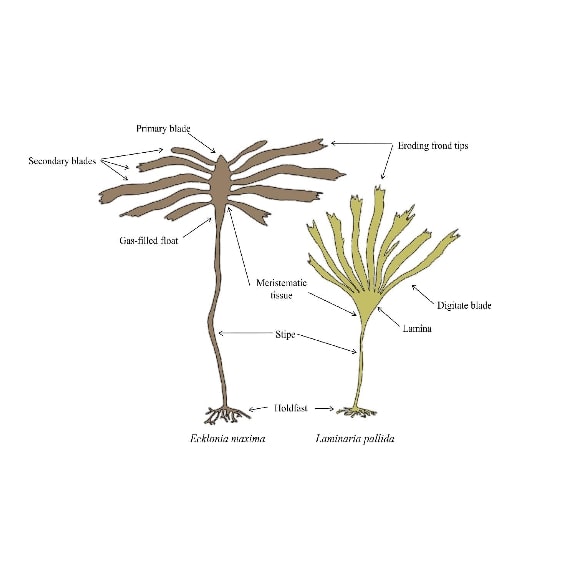 Primary blade
Secondary blades
Eroding frond tips
Gas-filled float
Meristematic
tissue
Digitate blade
Lamina
Stipe
Holdfast
Ecklonia maxima
Laminaria pallida